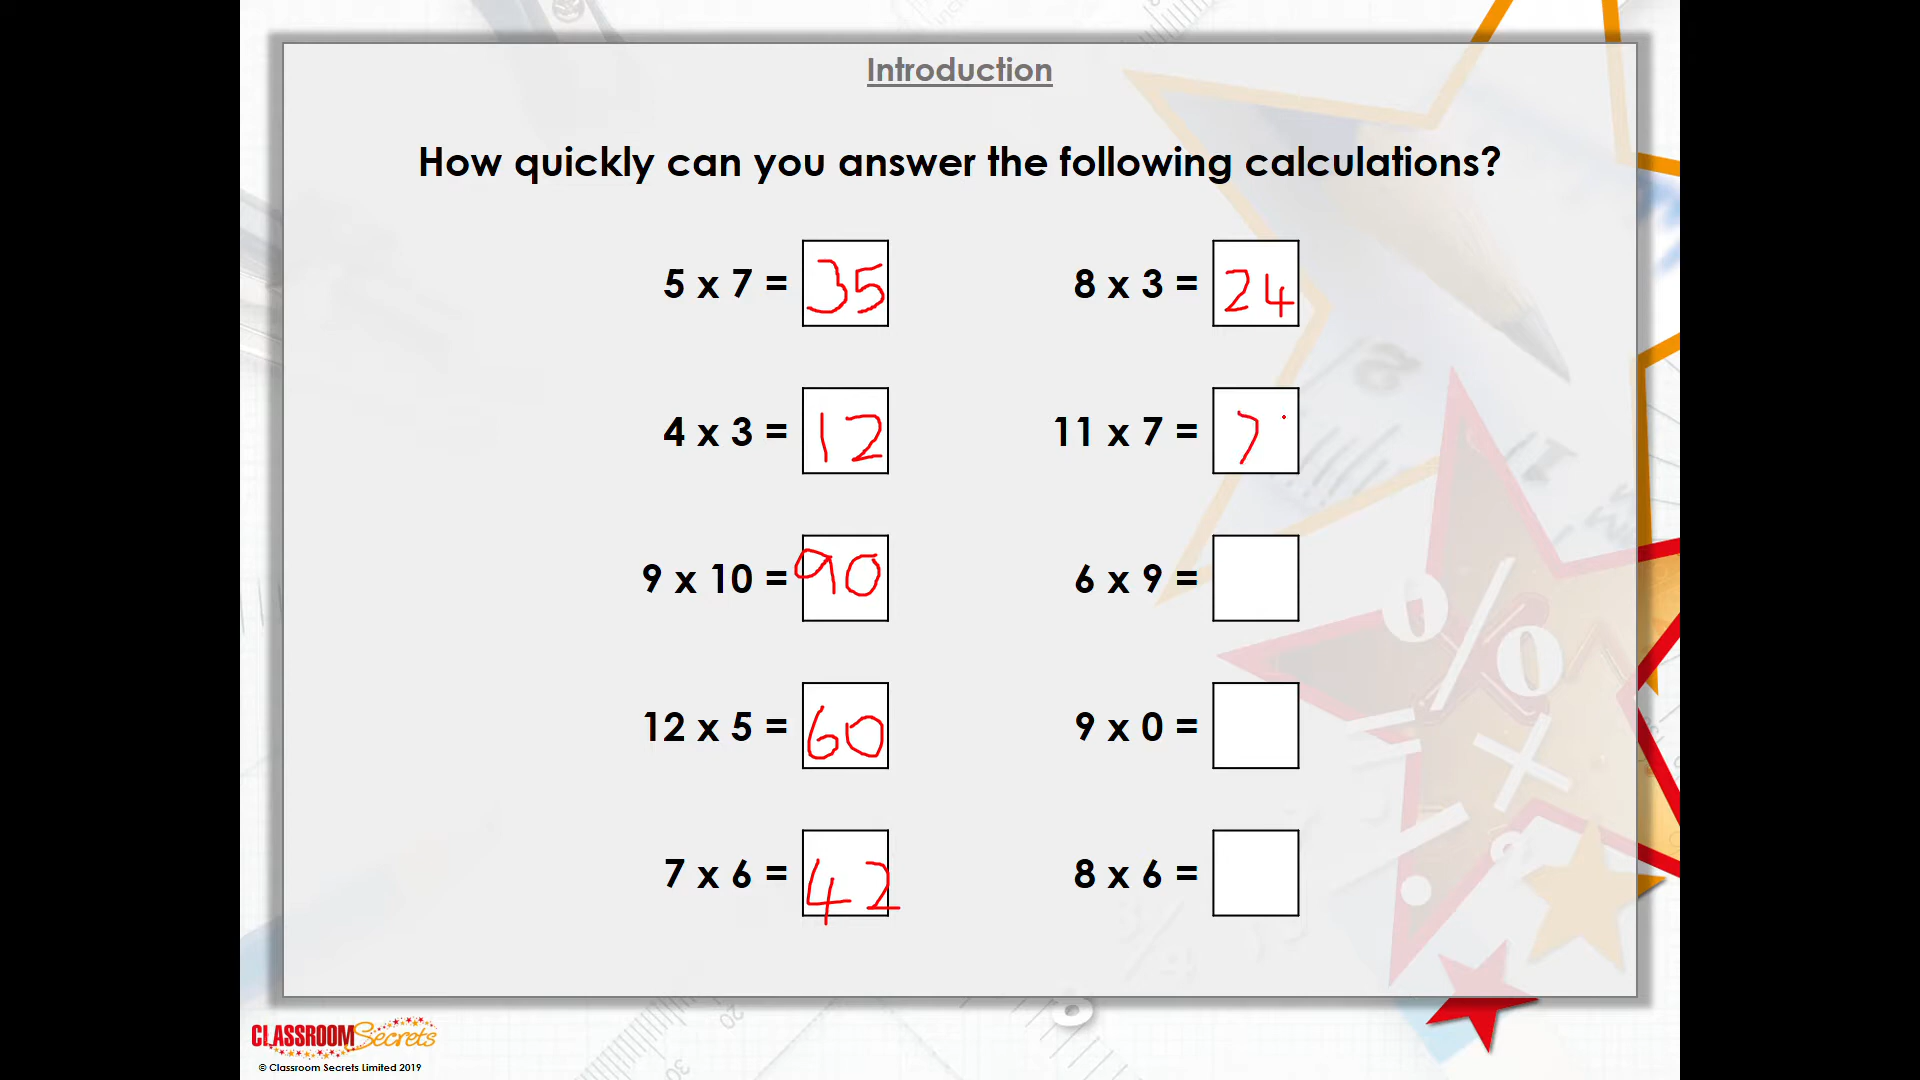 Introduction
How quickly can you answer the following calculations?
5 x 7 = 35
8 x 3 = 24
4 x 3 = 12
11 x 7 = 7
9 x 10 = 90
6 x 9 =
12 x 5 = 60
9 x 0 =
7 x 6 = 42
8 x 6 =
CLASSROOM Secrets
© Classroom Secrets Limited 2019